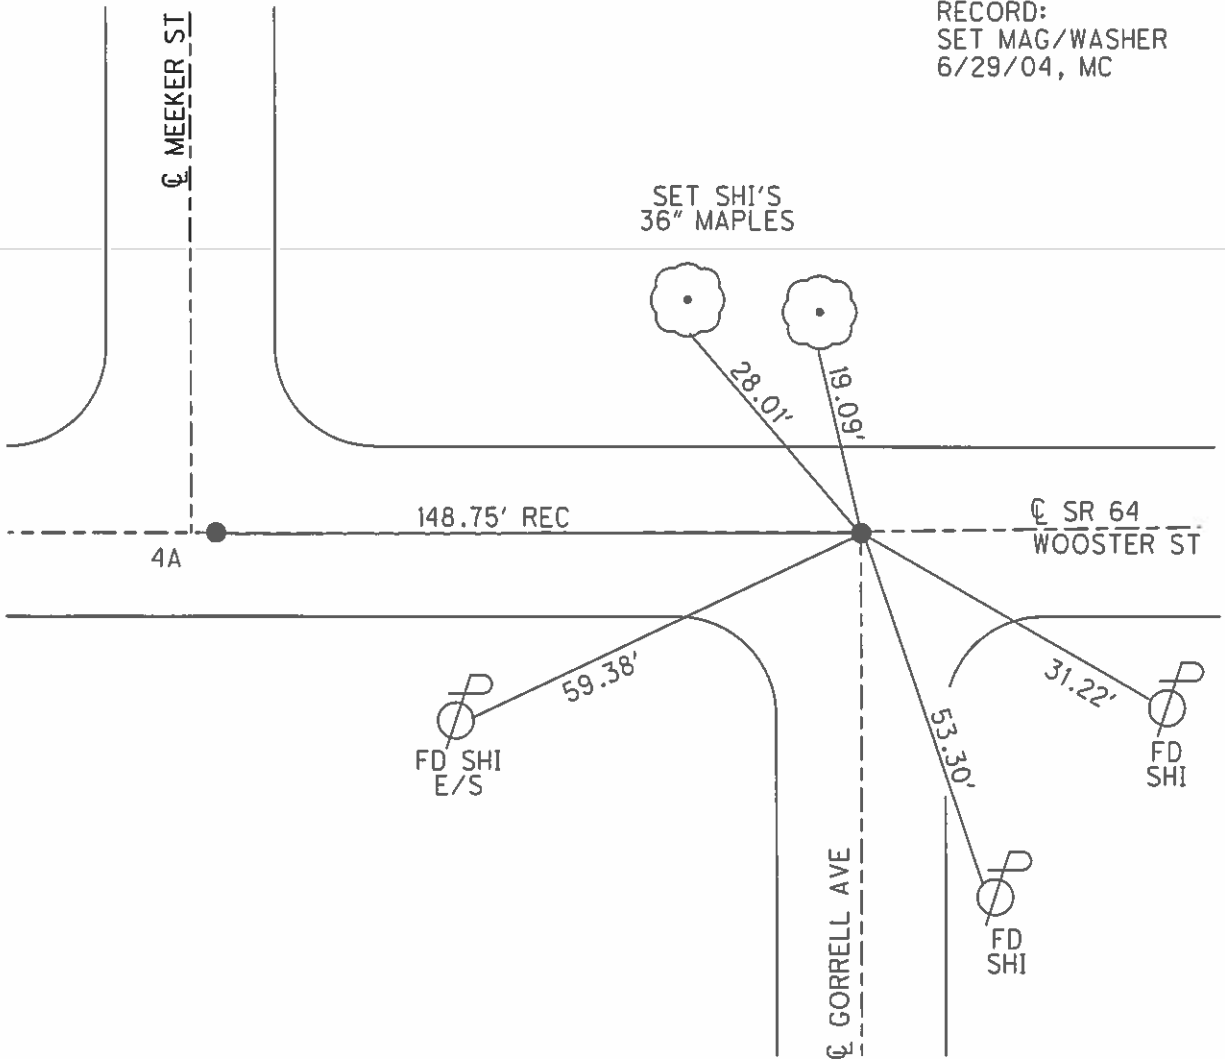 RECORD:
SET MAG/WASHER
6/29/04, MC
℄ MEEKER ST
SET SHI'S
36" MAPLES
28.01'
19.09'
148.75' REC
℄ SR 64
WOOSTER ST
4A
59.38'
31.22'
53.30'
FD SHI
E/S
FD
SHI
FD
SHI
℄ GORRELL AVE